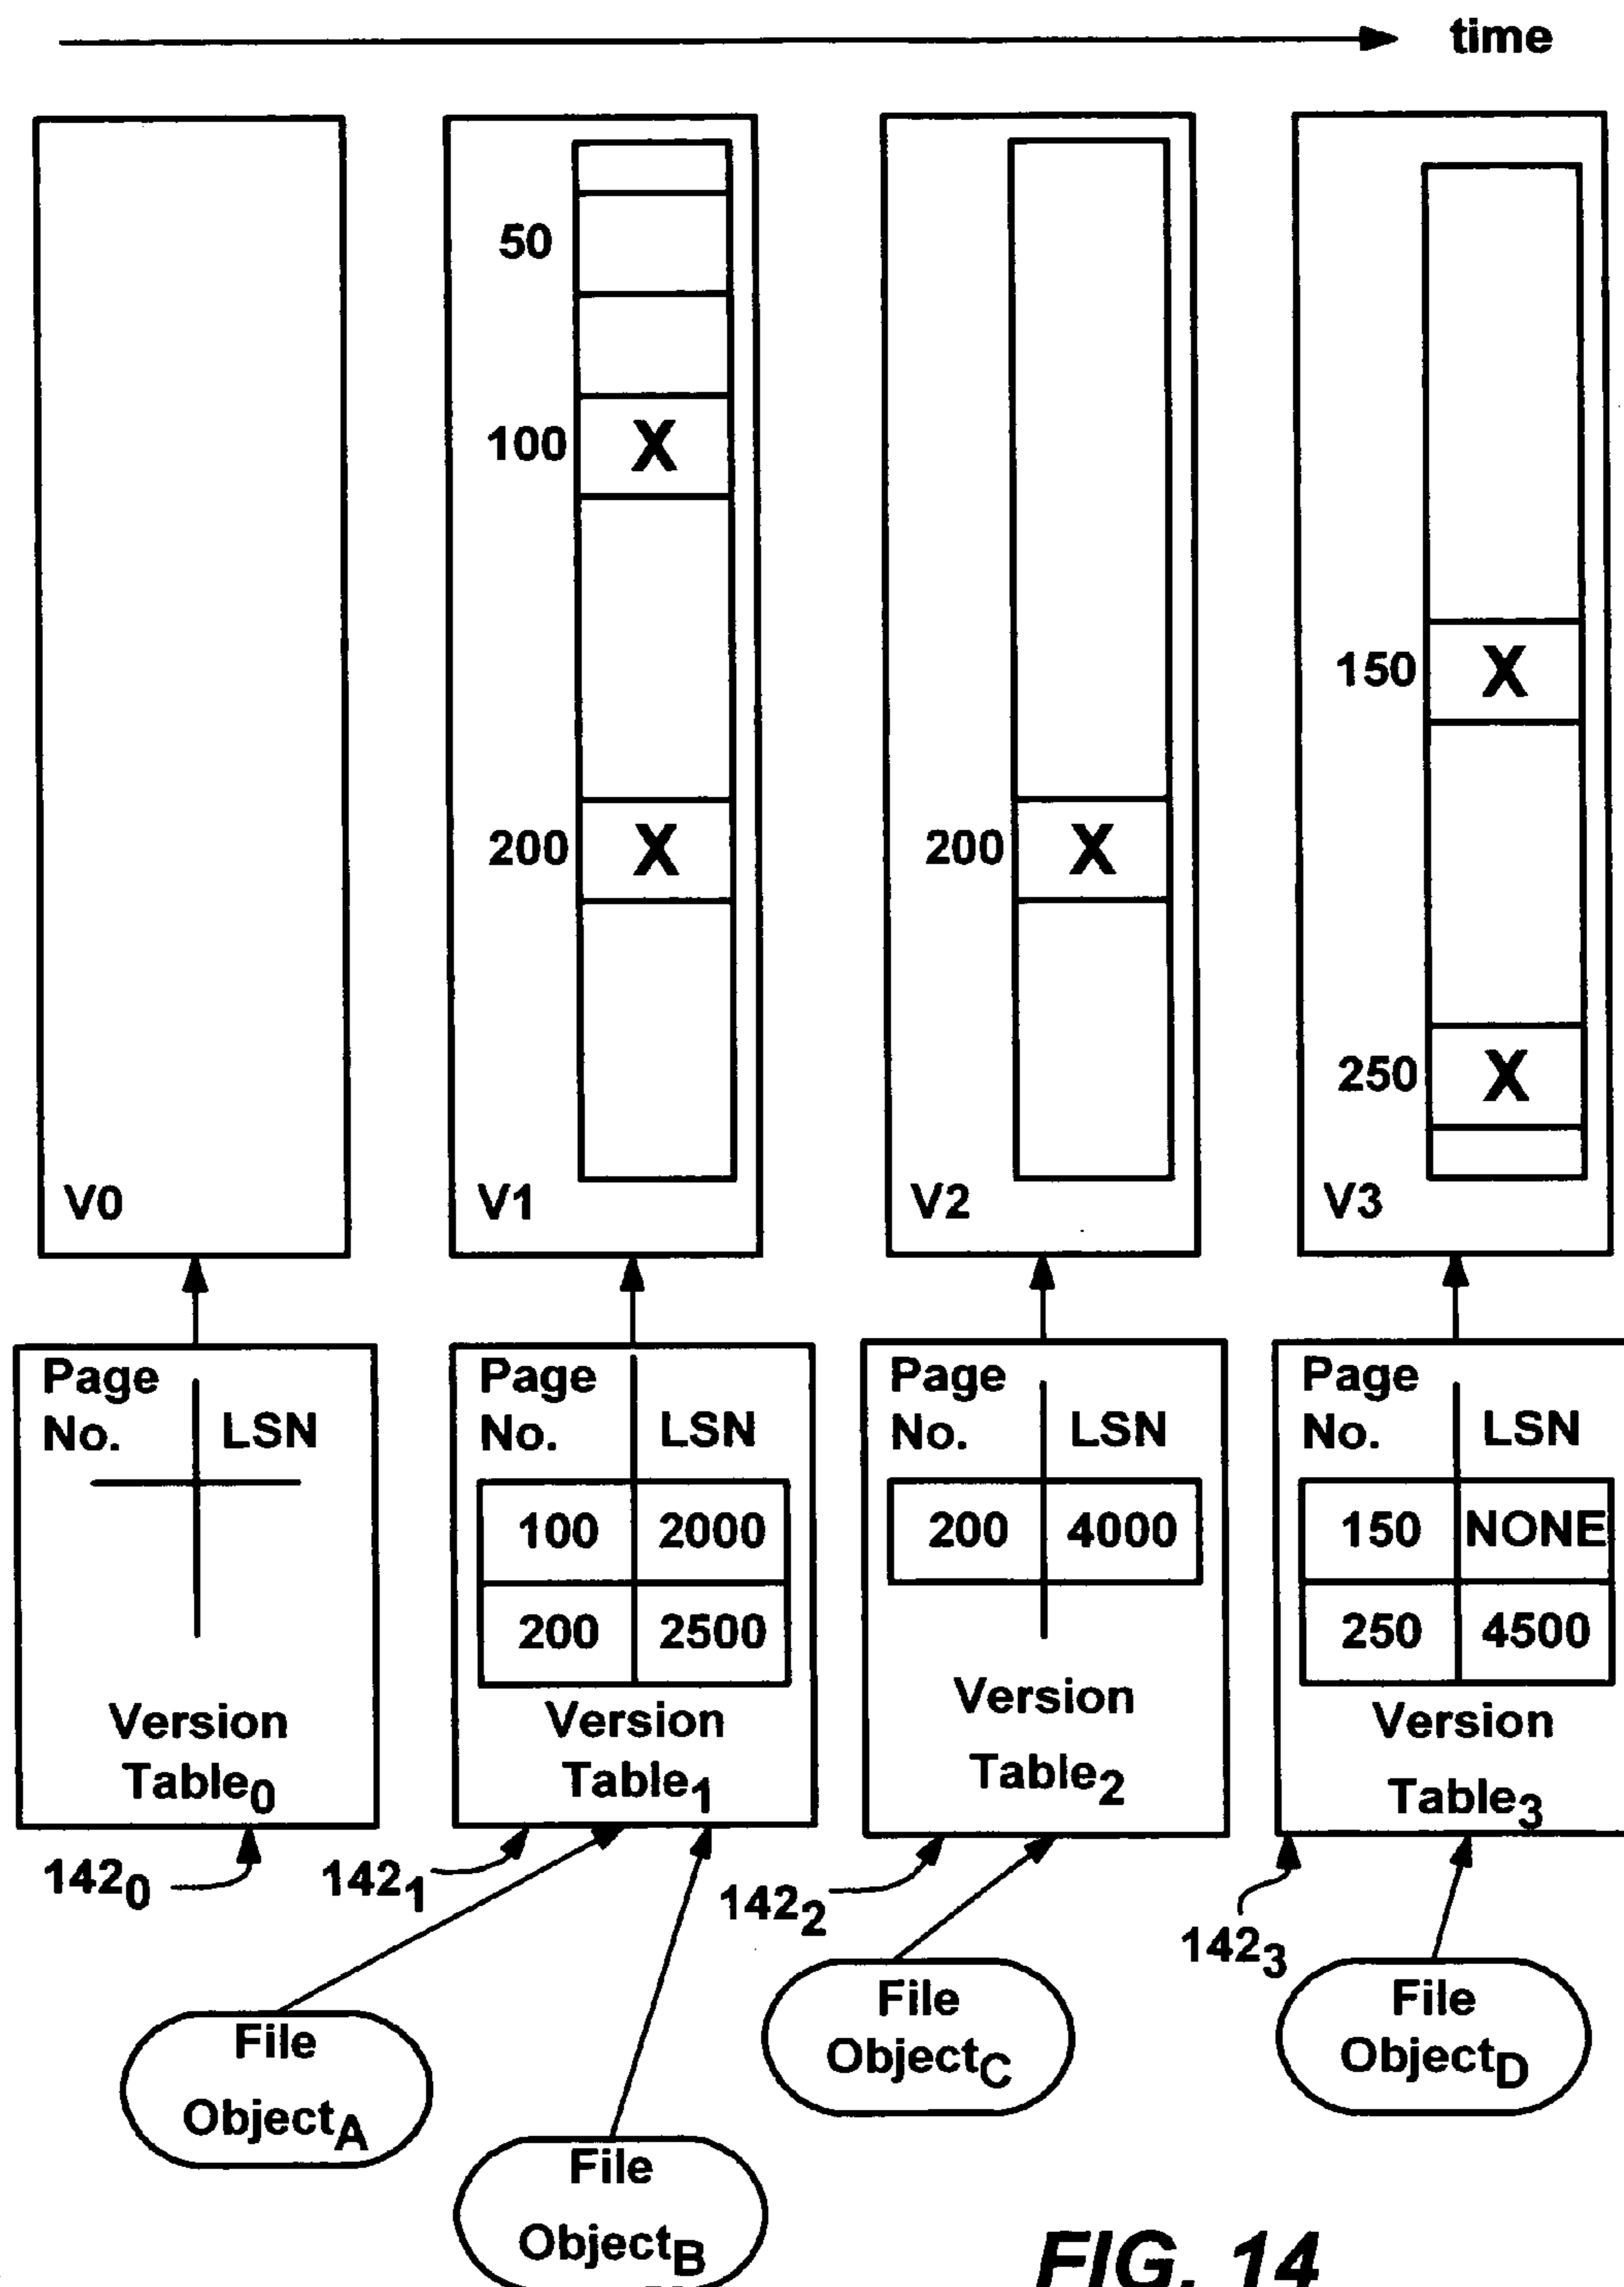 time
50
100 X
200 X
V1
V0
200 X
V2
150 X
250 X
V3
Page
No. LSN
Version
Table0
Page
No. LSN
100 2000
200 2500
Version
Table1
Page
No. LSN
200 4000
Version
Table2
Page
No. LSN
150 NONE
250 4500
Version
Table3
1420
1421
1422
1423
File
ObjectA
File
ObjectB
File
ObjectC
File
ObjectD
FIG. 14